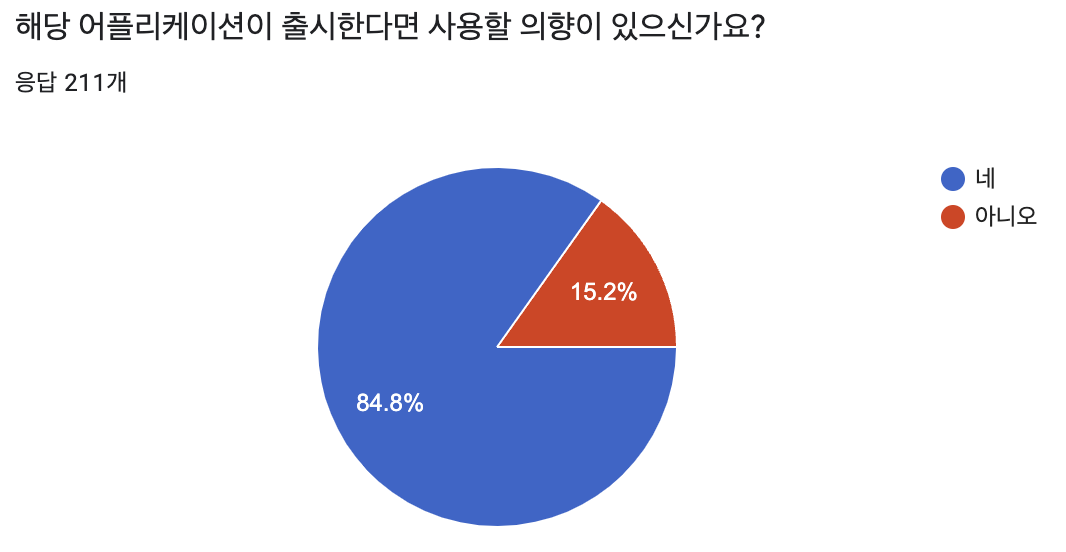 해당 어플리케이션이 출시한다면 사용할 의향이 있으신가요?
응답 211개
네
아니오
15.2%
84.8%